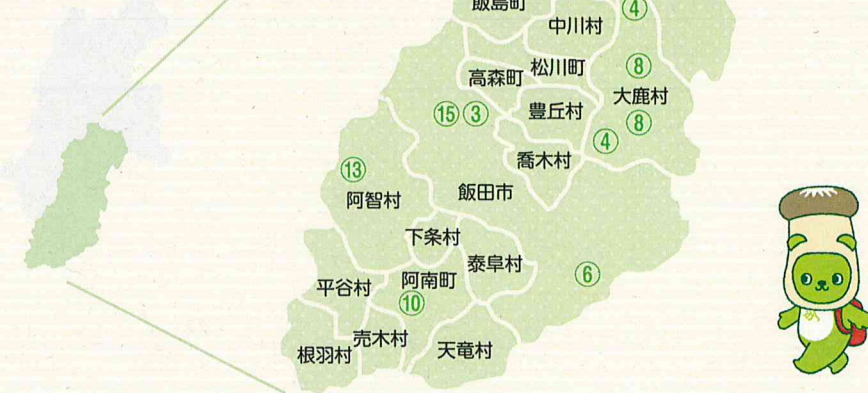 飯島町
④
中川村
松川町
⑧
高森町
大鹿村
⑮ ③
豊丘村
⑧
④
喬木村
⑬
阿智村
飯田市
下条村
泰阜村
⑥
平谷村
阿南町
⑩
売木村
根羽村
天竜村